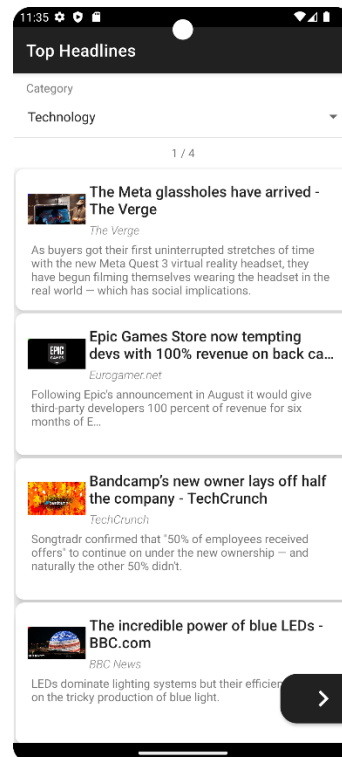 11:35
Top Headlines
Category
Technology
1 / 4
The Meta glassholes have arrived -
The Verge
The Verge
As buyers got their first uninterrupted stretches of time
with the new Meta Quest 3 virtual reality headset, they
have begun filming themselves wearing the headset in the
real world — which has social implications.
EPIC
GAMES
Epic Games Store now tempting
devs with 100% revenue on back ca…
Eurogamer.net
Following Epic's announcement in August it would give
third-party developers 100 percent of revenue for six
months of E…
Bandcamp's new owner lays off half
the company - TechCrunch
TechCrunch
Songtradr confirmed that "50% of employees received
offers" to continue on under the new ownership — and
naturally the other 50% didn't.
The incredible power of blue LEDs -
BBC.com
BBC News
LEDs dominate lighting systems but their efficien
on the tricky production of blue light.